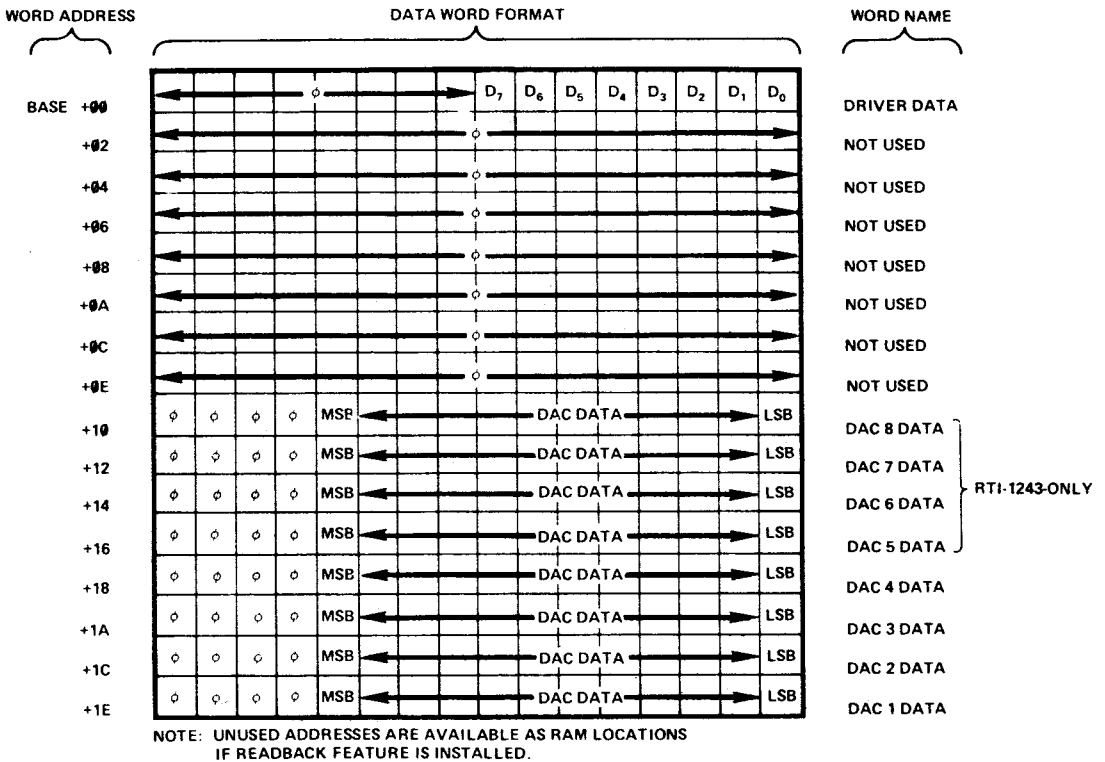 WORD ADDRESS DATA WORD FORMAT WORD NAME
BASE +00 ϕ D7 D6 D5 D4 D3 D2 D1 D0 DRIVER DATA
+02 ϕ NOT USED
+04 ϕ NOT USED
+06 ϕ NOT USED
+08 ϕ NOT USED
+0A ϕ NOT USED
+0C ϕ NOT USED
+0E ϕ NOT USED
+10 ϕ ϕ ϕ ϕ MSB DAC DATA LSB DAC 8 DATA
+12 ϕ ϕ ϕ ϕ MSB DAC DATA LSB DAC 7 DATA
+14 ϕ ϕ ϕ ϕ MSB DAC DATA LSB DAC 6 DATA
RTI-1243-ONLY
+16 ϕ ϕ ϕ ϕ MSB DAC DATA LSB DAC 5 DATA
+18 ϕ ϕ ϕ ϕ MSB DAC DATA LSB DAC 4 DATA
+1A ϕ ϕ ϕ ϕ MSB DAC DATA LSB DAC 3 DATA
+1C ϕ ϕ ϕ ϕ MSB DAC DATA LSB DAC 2 DATA
+1E ϕ ϕ ϕ ϕ MSB DAC DATA LSB DAC 1 DATA
NOTE: UNUSED ADDRESSES ARE AVAILABLE AS RAM LOCATIONS
IF READBACK FEATURE IS INSTALLED.